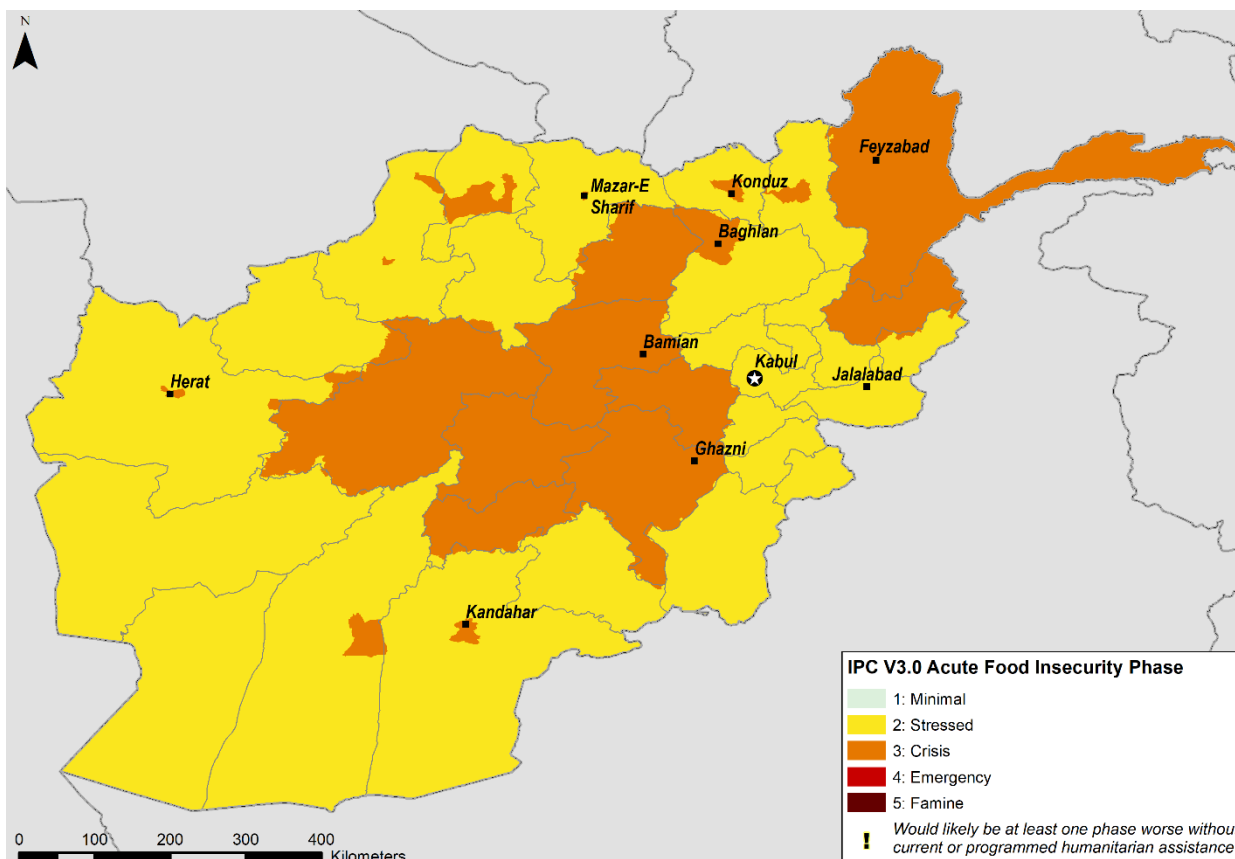 N
Feyzabad
Mazar-E
Sharif
Konduz
Baghlan
Bamian
Kabul
Jalalabad
Herat
Ghazni
Kandahar
IPC V3.0 Acute Food Insecurity Phase
1: Minimal
2: Stressed
3: Crisis
4: Emergency
5: Famine
! Would likely be at least one phase worse withou
current or programmed humanitarian assistance
0 100 200 300 400
Kilometers